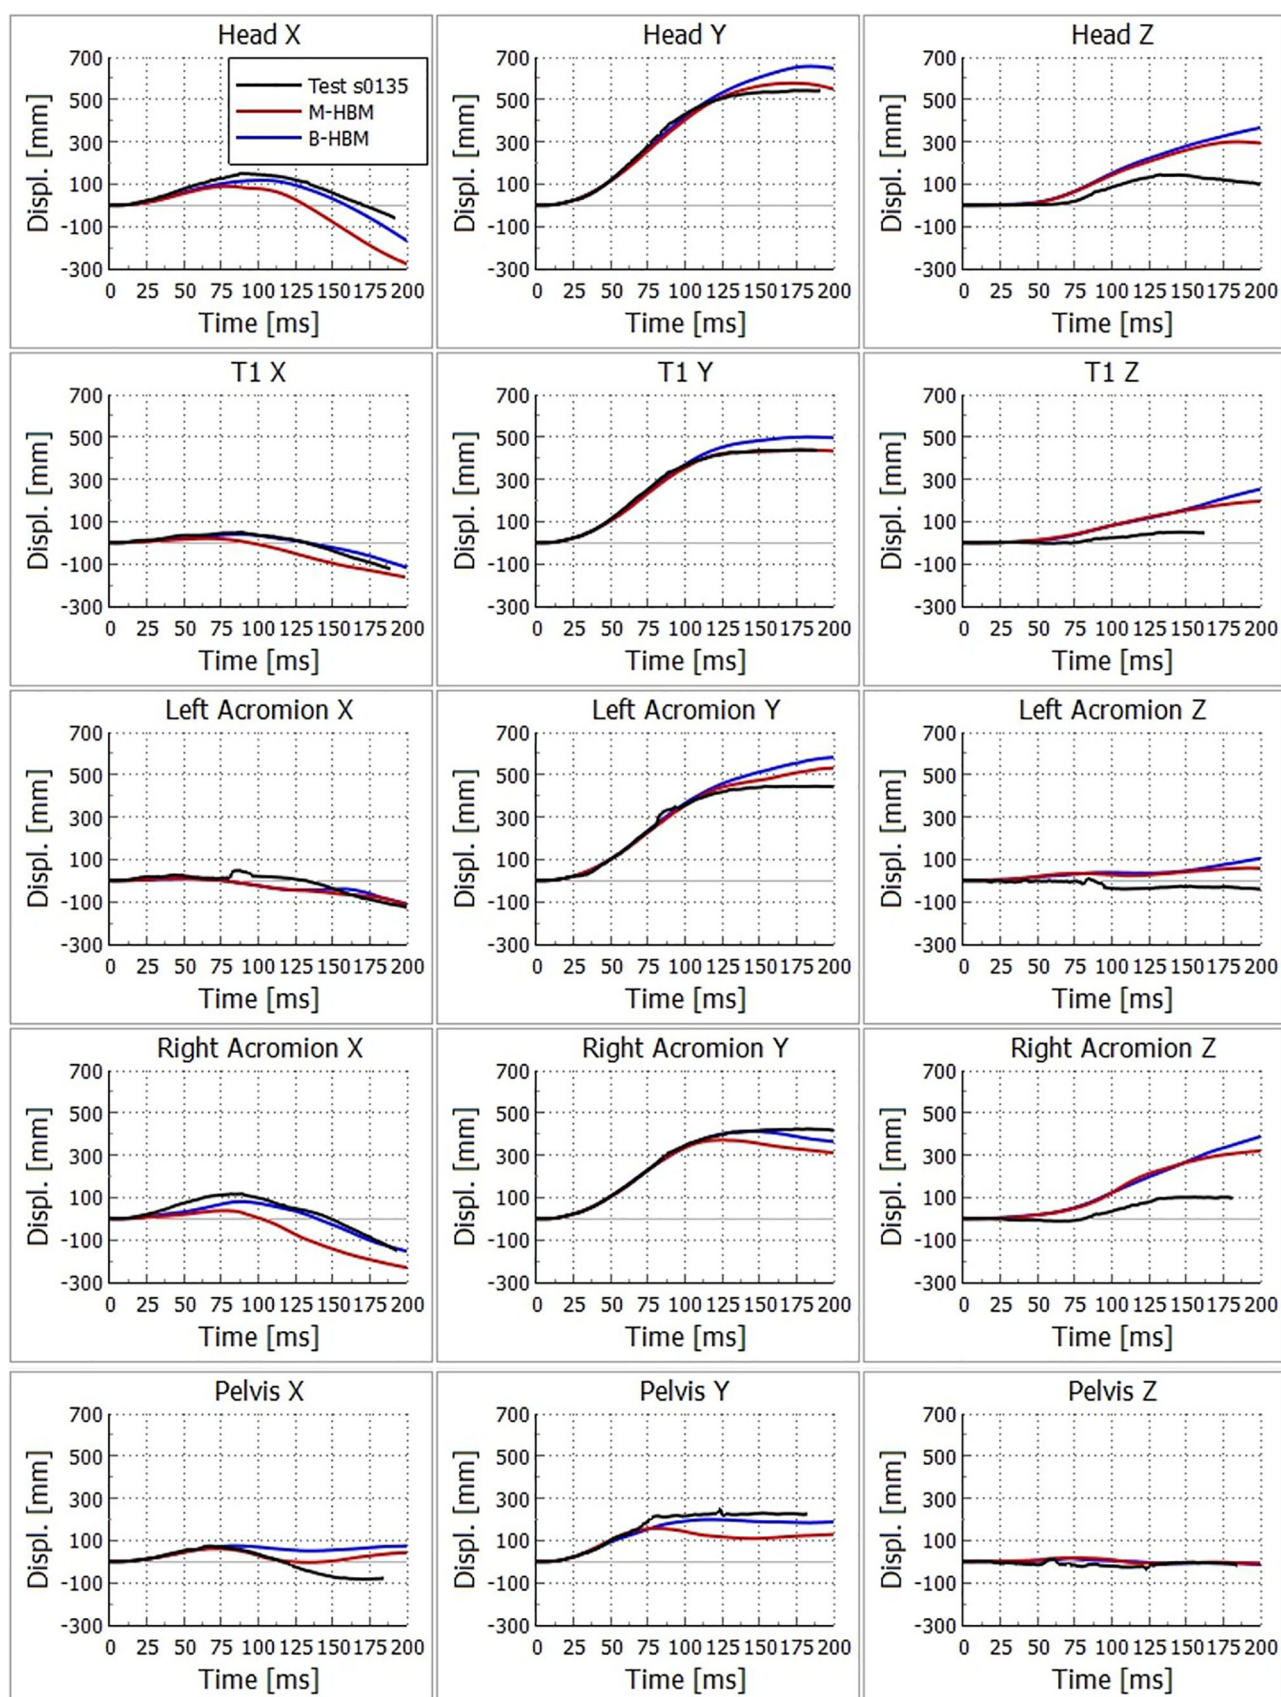 Head X
Head Y
Head Z
Test s0135
M-HBM
B-HBM
Displ. [mm]
700
500
300
100
-100
-300
0 25 50 75 100 125 150 175 200
Time [ms]
Displ. [mm]
700
500
300
100
-100
-300
0 25 50 75 100 125 150 175 200
Time [ms]
Displ. [mm]
700
500
300
100
-100
-300
0 25 50 75 100 125 150 175 200
Time [ms]
T1 X
T1 Y
T1 Z
Displ. [mm]
700
500
300
100
-100
-300
0 25 50 75 100 125 150 175 200
Time [ms]
Displ. [mm]
700
500
300
100
-100
-300
0 25 50 75 100 125 150 175 200
Time [ms]
Displ. [mm]
700
500
300
100
-100
-300
0 25 50 75 100 125 150 175 200
Time [ms]
Left Acromion X
Left Acromion Y
Left Acromion Z
Displ. [mm]
700
500
300
100
-100
-300
0 25 50 75 100 125 150 175 200
Time [ms]
Displ. [mm]
700
500
300
100
-100
-300
0 25 50 75 100 125 150 175 200
Time [ms]
Displ. [mm]
700
500
300
100
-100
-300
0 25 50 75 100 125 150 175 200
Time [ms]
Right Acromion X
Right Acromion Y
Right Acromion Z
Displ. [mm]
700
500
300
100
-100
-300
0 25 50 75 100 125 150 175 200
Time [ms]
Displ. [mm]
700
500
300
100
-100
-300
0 25 50 75 100 125 150 175 200
Time [ms]
Displ. [mm]
700
500
300
100
-100
-300
0 25 50 75 100 125 150 175 200
Time [ms]
Pelvis X
Pelvis Y
Pelvis Z
Displ. [mm]
700
500
300
100
-100
-300
0 25 50 75 100 125 150 175 200
Time [ms]
Displ. [mm]
700
500
300
100
-100
-300
0 25 50 75 100 125 150 175 200
Time [ms]
Displ. [mm]
700
500
300
100
-100
-300
0 25 50 75 100 125 150 175 200
Time [ms]